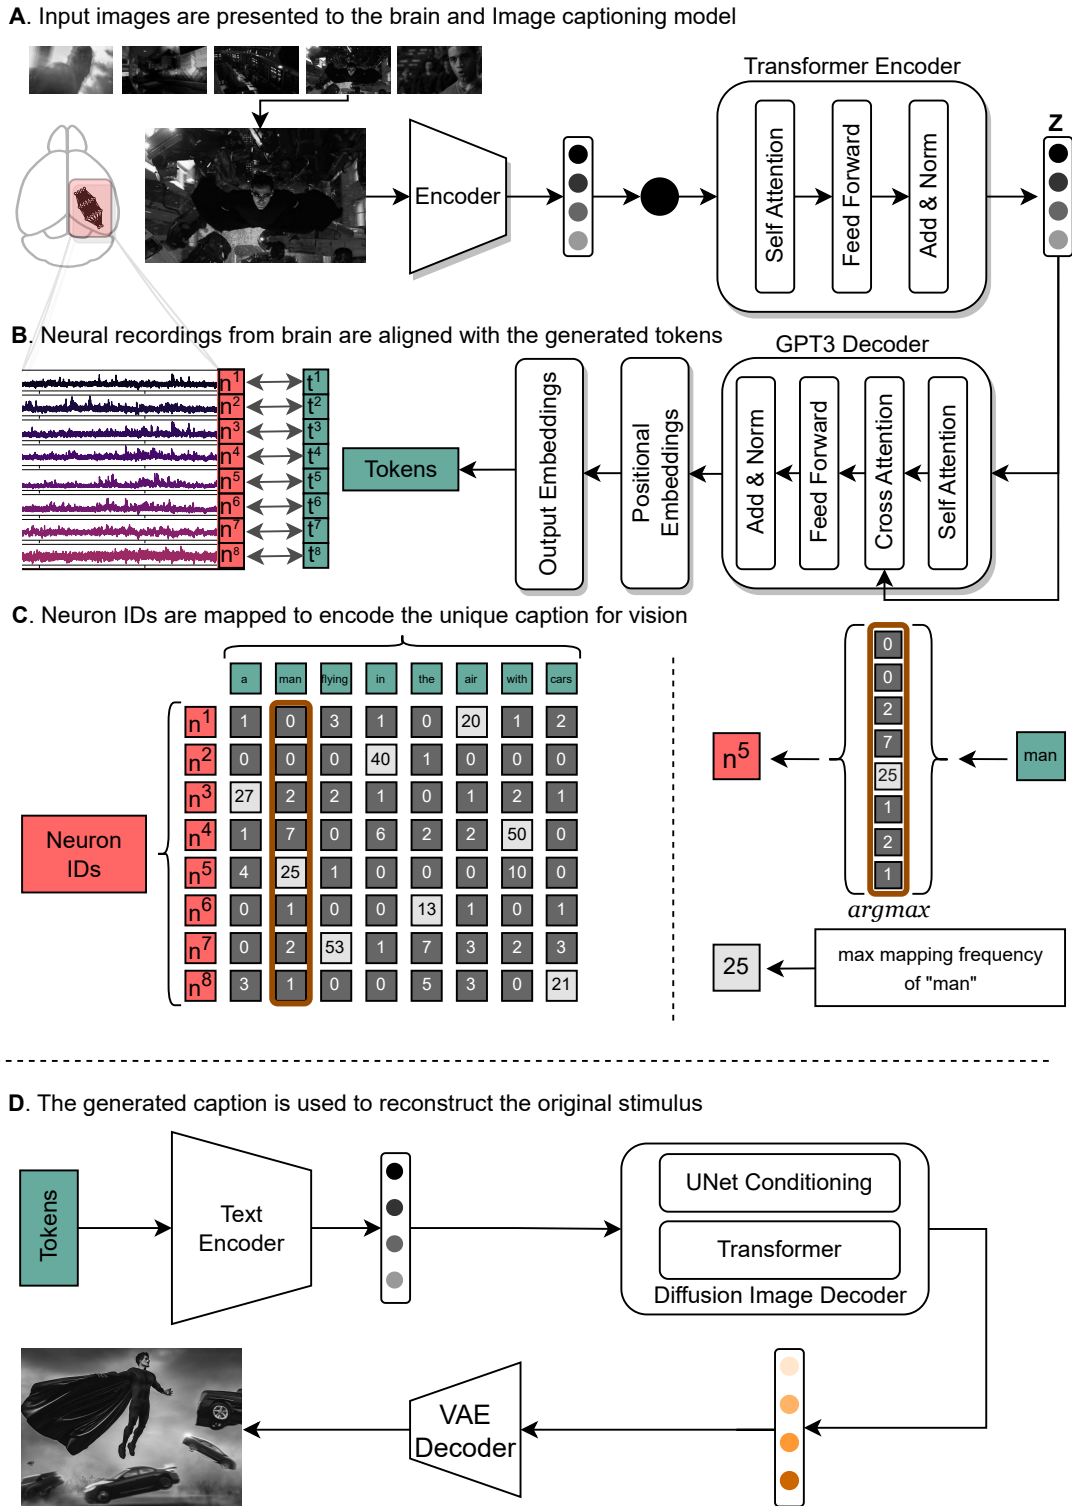 A. Input images are presented to the brain and Image captioning model
Transformer Encoder
Encoder
Self Attention
Feed Forward
Add & Norm
Z
B. Neural recordings from brain are aligned with the generated tokens
n1 t1
n2 t2
n3 t3
n4 t4
n5 t5
n6 t6
n7 t7
n8 t8
Tokens
Output Embeddings
Positional
Embeddings
GPT3 Decoder
Add & Norm
Feed Forward
Cross Attention
Self Attention
C. Neuron IDs are mapped to encode the unique caption for vision
a man flying in the air with cars
n1 1 0 3 1 0 20 1 2
n2 0 0 0 40 1 0 0 0
n3 27 2 2 1 0 1 2 1
n4 1 7 0 6 2 2 50 0
n5 4 25 1 0 0 0 10 0
n6 0 1 0 0 13 1 0 1
n7 0 2 53 1 7 3 2 3
n8 3 1 0 0 5 3 0 21
Neuron
IDs
0
0
2
7
25
1
2
1
n5
man
argmax
25
max mapping frequency
of "man"
D. The generated caption is used to reconstruct the original stimulus
Tokens
Text
Encoder
UNet Conditioning
Transformer
Diffusion Image Decoder
VAE
Decoder